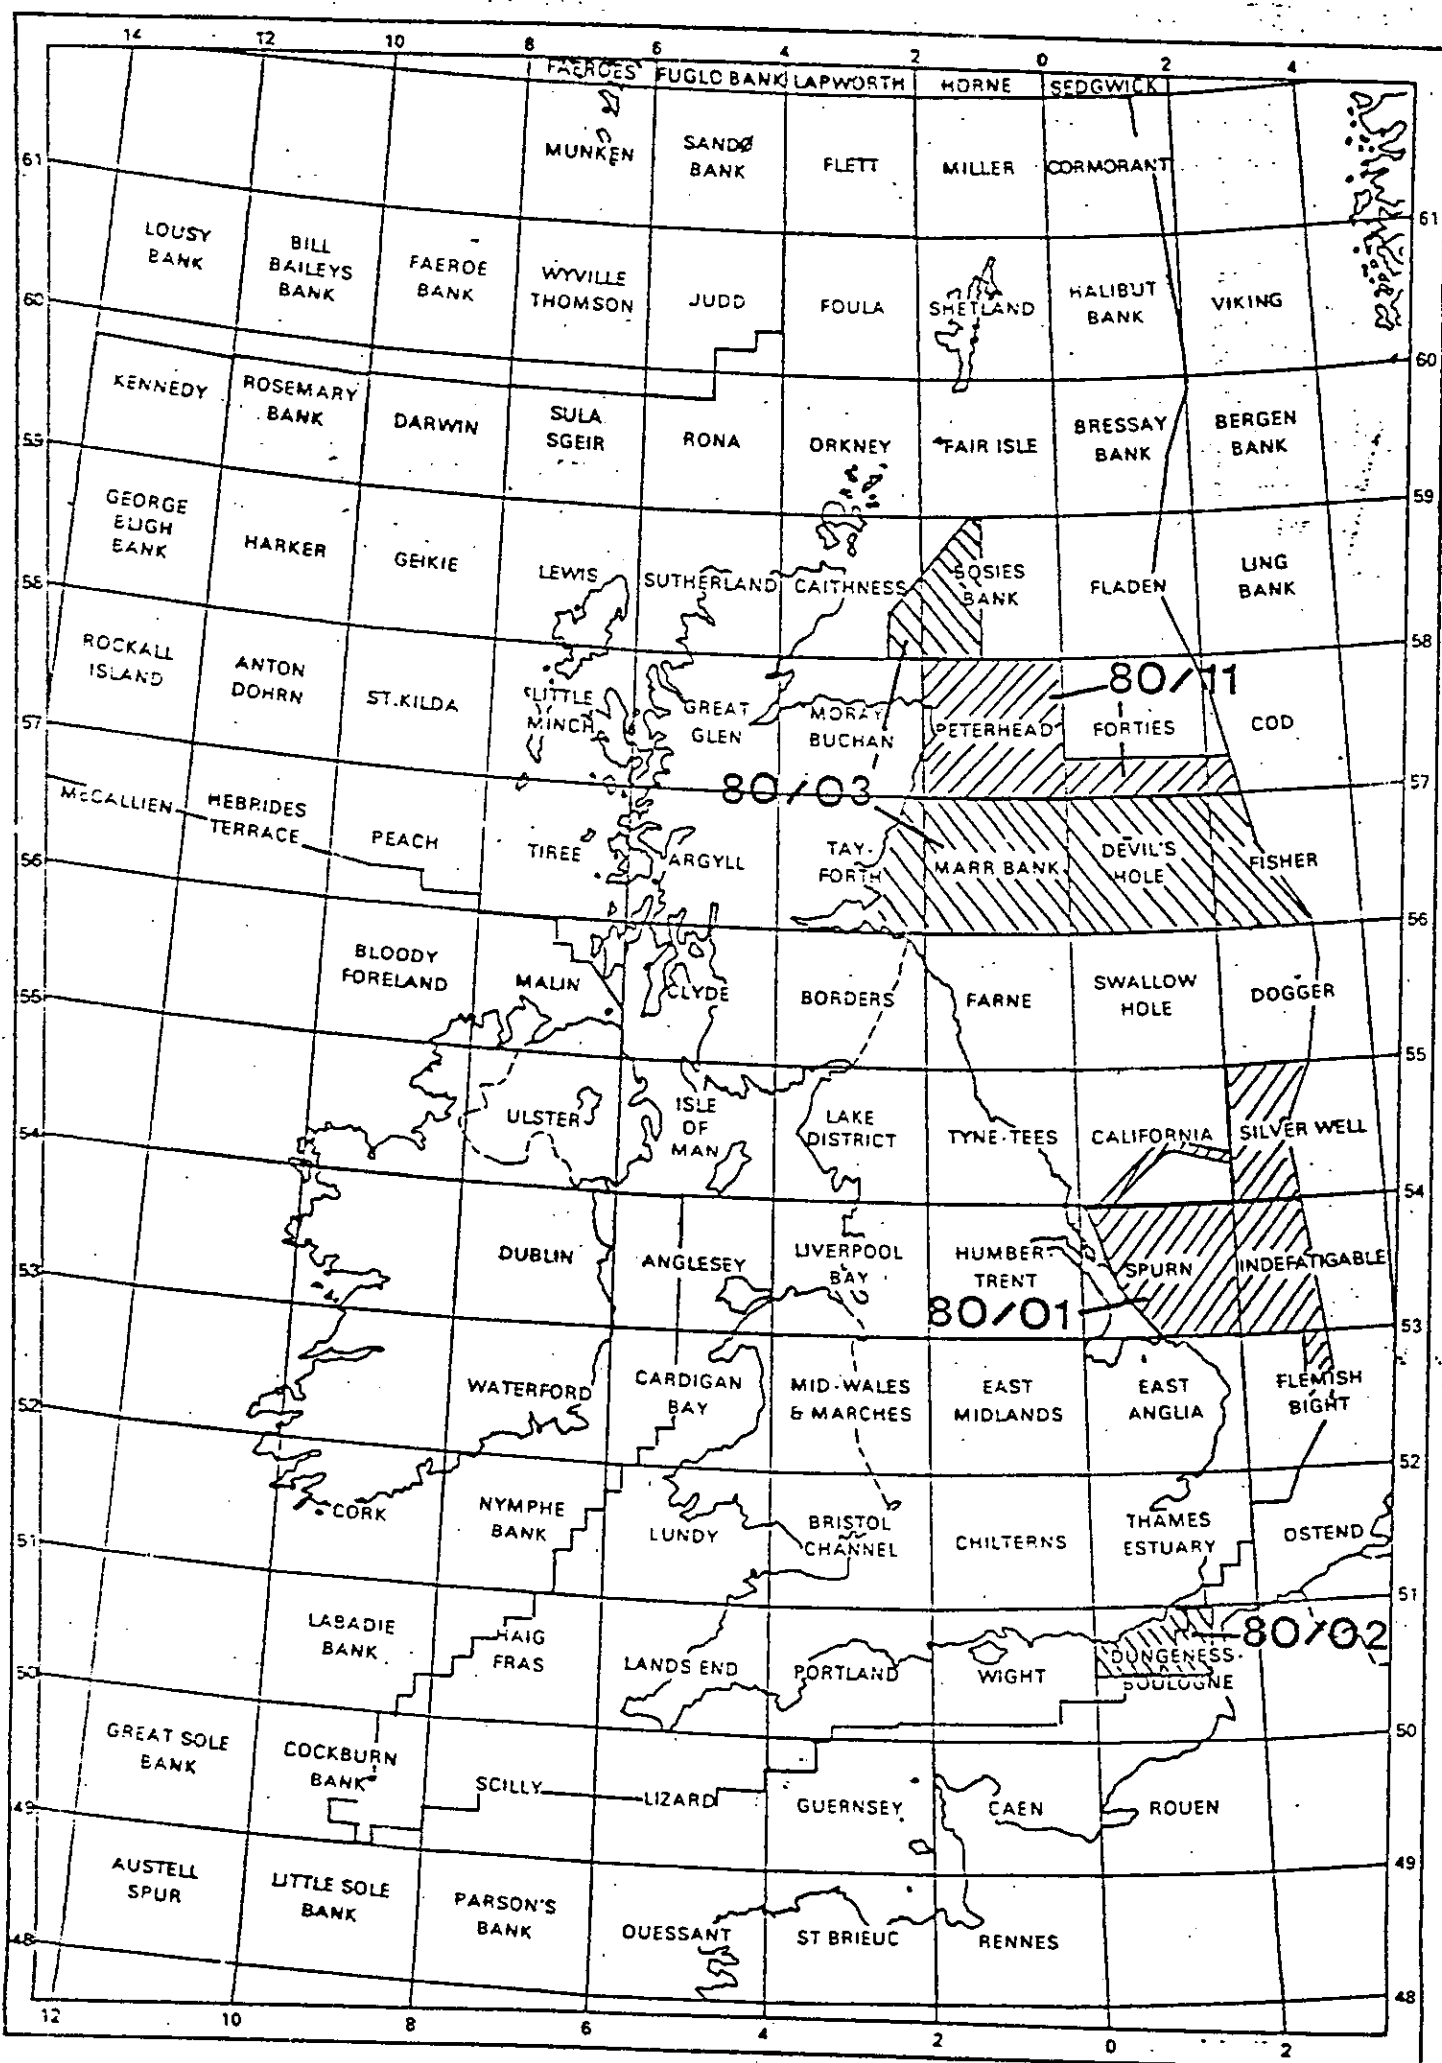 14 12 10 8 6 4 2 0 2 4
FAEROES FUGLO BANK LAPWORTH HORNE SEDGWICK
MUNKEN
SANDØ
BANK
FLETT
MILLER
CORMORANT
61
61
LOUSY
BANK
BILL
BAILEYS
BANK
FAEROE
BANK
WYVILLE
THOMSON
JUDD
FOULA
SHETLAND
HALIBUT
BANK
VIKING
60
60
KENNEDY
ROSEMARY
BANK
DARWIN
SULA
SGEIR
RONA
ORKNEY
FAIR ISLE
BRESSAY
BANK
BERGEN
BANK
59
59
GEORGE
BLIGH
BANK
HARKER
GEIKIE
LEWIS
SUTHERLAND
CAITHNESS
BOSIES
BANK
FLADEN
LING
BANK
58
58
ROCKALL
ISLAND
ANTON
DOHRN
ST.KILDA
LITTLE
MINCH
GREAT
GLEN
MORAY
BUCHAN
PETERHEAD
80/11
FORTIES
COD
57
57
80/03
McCALLIEN
HEBRIDES
TERRACE
PEACH
TIREE
ARGYLL
TAY-
FORTH
MARR BANK
DEVIL'S
HOLE
FISHER
56
56
BLOODY
FORELAND
MALIN
CLYDE
BORDERS
FARNE
SWALLOW
HOLE
DOGGER
55
55
ULSTER
ISLE
OF
MAN
LAKE
DISTRICT
TYNE-TEES
CALIFORNIA
SILVER WELL
54
54
DUBLIN
ANGLESEY
LIVERPOOL
BAY
HUMBER-
TRENT
SPURN
INDEFATIGABLE
80/01
53
53
WATERFORD
CARDIGAN
BAY
MID-WALES
& MARCHES
EAST
MIDLANDS
EAST
ANGLIA
FLEMISH
BIGHT
52
52
CORK
NYMPHE
BANK
LUNDY
BRISTOL
CHANNEL
CHILTERNS
THAMES
ESTUARY
OSTEND
51
51
LABADIE
BANK
HAIG
FRAS
LANDS END
PORTLAND
WIGHT
DUNGENESS-
BOULOGNE
80/02
50
50
GREAT SOLE
BANK
COCKBURN
BANK
SCILLY
LIZARD
GUERNSEY
CAEN
ROUEN
49
49
AUSTELL
SPUR
LITTLE SOLE
BANK
PARSON'S
BANK
OUESSANT
ST BRIEUC
RENNES
48
48
12 10 8 6 4 2 0 2